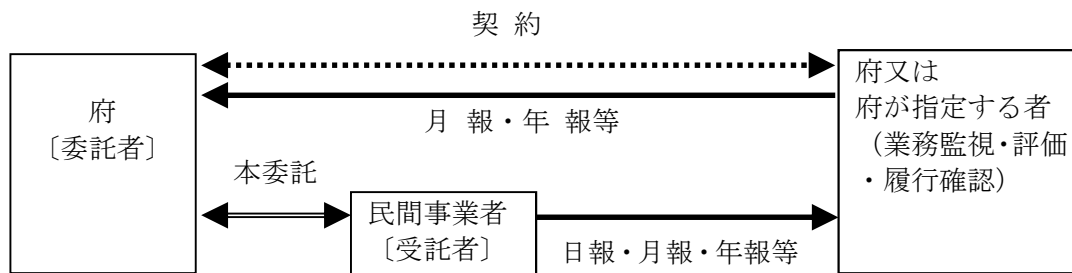 契 約
府
〔委託者〕
月 報・年 報等
府又は
府が指定する者
（業務監視・評価
・履行確認）
本委託
民間事業者
〔受託者〕
日報・月報・年報等